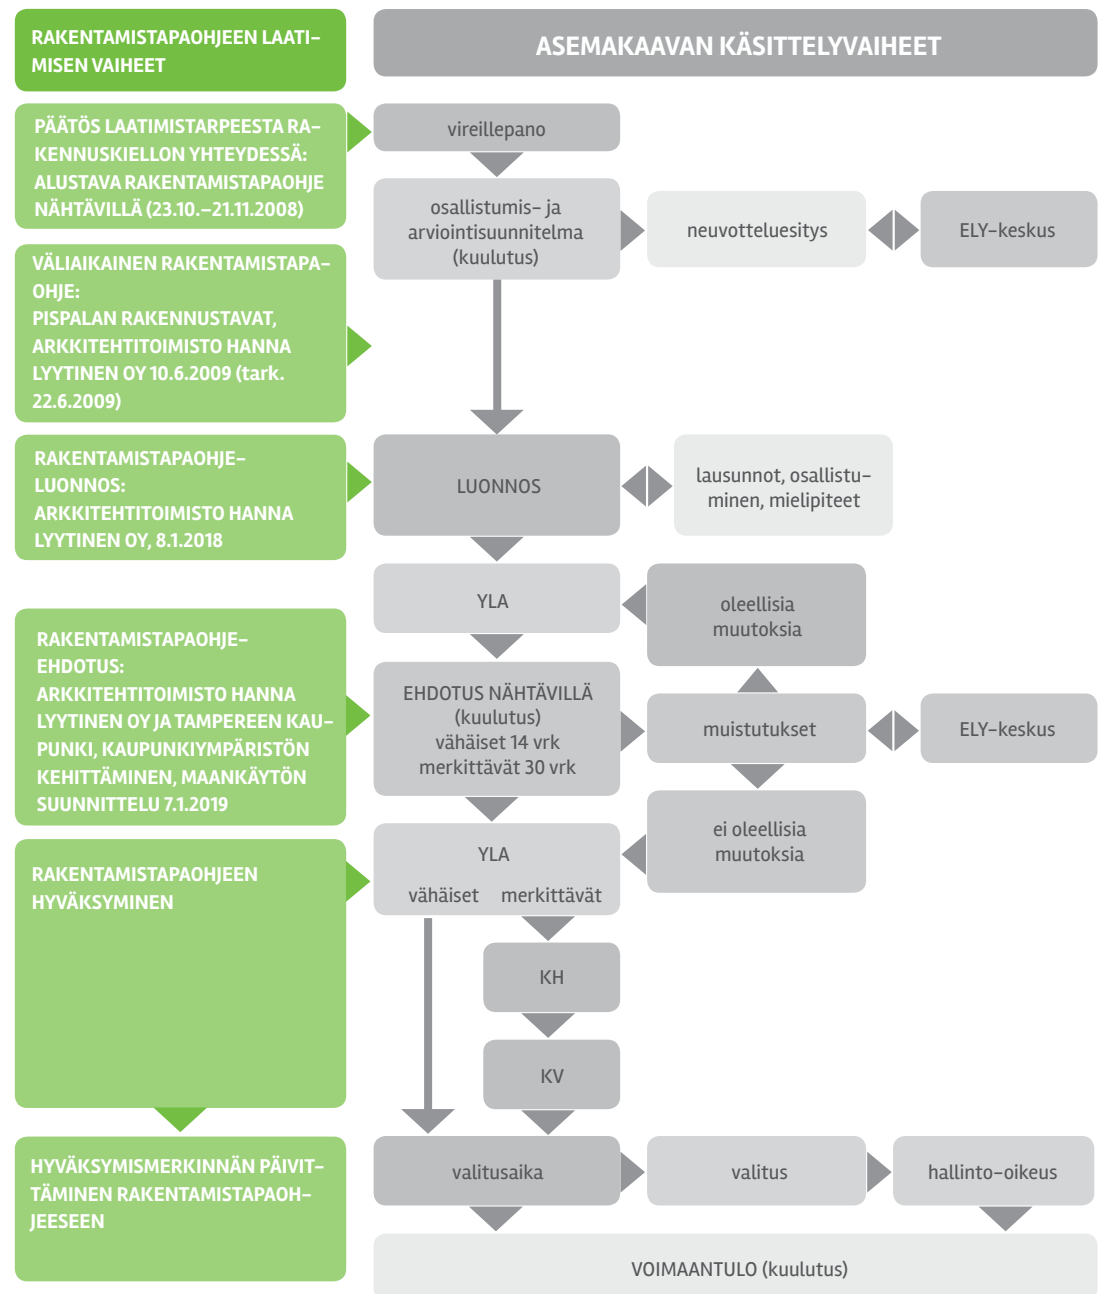 RAKENTAMISTAPAOHJEEN LAATI-
MISEN VAIHEET
PÄÄTÖS LAATIMISTARPEESTA RA-
KENNUSKIELLON YHTEYDESSÄ:
ALUSTAVA RAKENTAMISTAPAOHJE
NÄHTÄVILLÄ (23.10.–21.11.2008)
VÄLIAIKAINEN RAKENTAMISTAPA-
OHJE:
PISPALAN RAKENNUSTAVAT,
ARKKITEHTITOIMISTO HANNA
LYYTINEN OY 10.6.2009 (tark.
22.6.2009)
RAKENTAMISTAPAOHJE-
LUONNOS:
ARKKITEHTITOIMISTO HANNA
LYYTINEN OY, 8.1.2018
RAKENTAMISTAPAOHJE-
EHDOTUS:
ARKKITEHTITOIMISTO HANNA
LYYTINEN OY JA TAMPEREEN KAU-
PUNKI, KAUPUNKIYMPÄRISTÖN
KEHITTÄMINEN, MAANKÄYTÖN
SUUNNITTELU 7.1.2019
RAKENTAMISTAPAOHJEEN
HYVÄKSYMINEN
HYVÄKSYMISMERKINNÄN PÄIVIT-
TÄMINEN RAKENTAMISTAPAOH-
JEESEEN
ASEMAKAAVAN KÄSITTELYVAIHEET
vireillepano
osallistumis- ja
arviointisuunnitelma
(kuulutus)
neuvotteluesitys
ELY-keskus
LUONNOS
lausunnot, osallistu-
minen, mielipiteet
YLA
oleellisia
muutoksia
EHDOTUS NÄHTÄVILLÄ
(kuulutus)
vähäiset 14 vrk
merkittävät 30 vrk
muistutukset
ELY-keskus
ei oleellisia
muutoksia
YLA
vähäiset merkittävät
KH
KV
valitusaika
valitus
hallinto-oikeus
VOIMAANTULO (kuulutus)